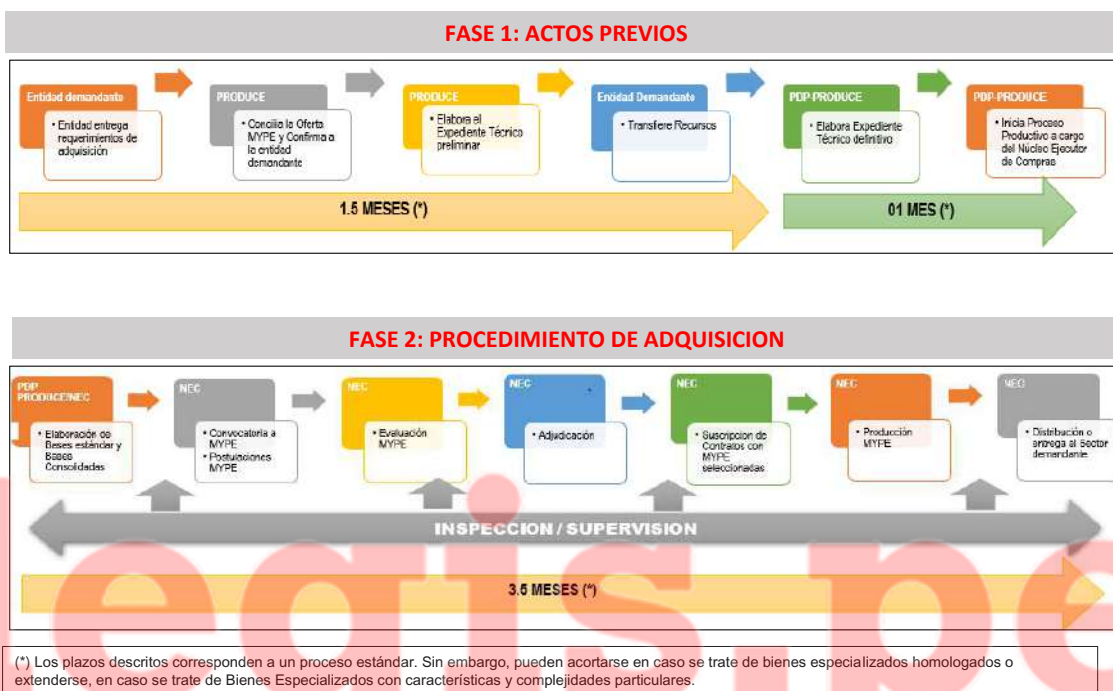 FASE 1: ACTOS PREVIOS
Entidad demandante
• Entidad entrega
requerimientos de
adquisición
PRODUCE
• Concilia la Oferta
MYPE y Confirma a
la entidad
demandante
PRODUCE
• Elabora el
Expediente Técnico
preliminar
Entidad Demandante
• Transfiere Recursos
PDP-PRODUCE
• Elabora Expediente
Técnico definitivo
PDP-PRODUCE
• Inicia Proceso
Productivo a cargo
del Núcleo Ejecutor
de Compras
1.5 MESES (*)
01 MES (*)
FASE 2: PROCEDIMIENTO DE ADQUISICION
PDP
PRODUCE/NEC
• Elaboración de
Bases estándar y
Bases
Consolidadas
NEC
• Convocatoria a
MYPE
• Postulaciones
MYPE
NEC
• Evaluación
MYPE
NEC
• Adjudicación
NEC
• Suscripcion de
Contratos con
MYPE
seleccionadas
NEC
• Producción
MYPE
NEC
• Distribución o
entrega al Sector
demandante
INSPECCION / SUPERVISION
3.5 MESES (*)
legis.pe
(*) Los plazos descritos corresponden a un proceso estándar. Sin embargo, pueden acortarse en caso se trate de bienes especializados homologados o
extenderse, en caso se trate de Bienes Especializados con características y complejidades particulares.